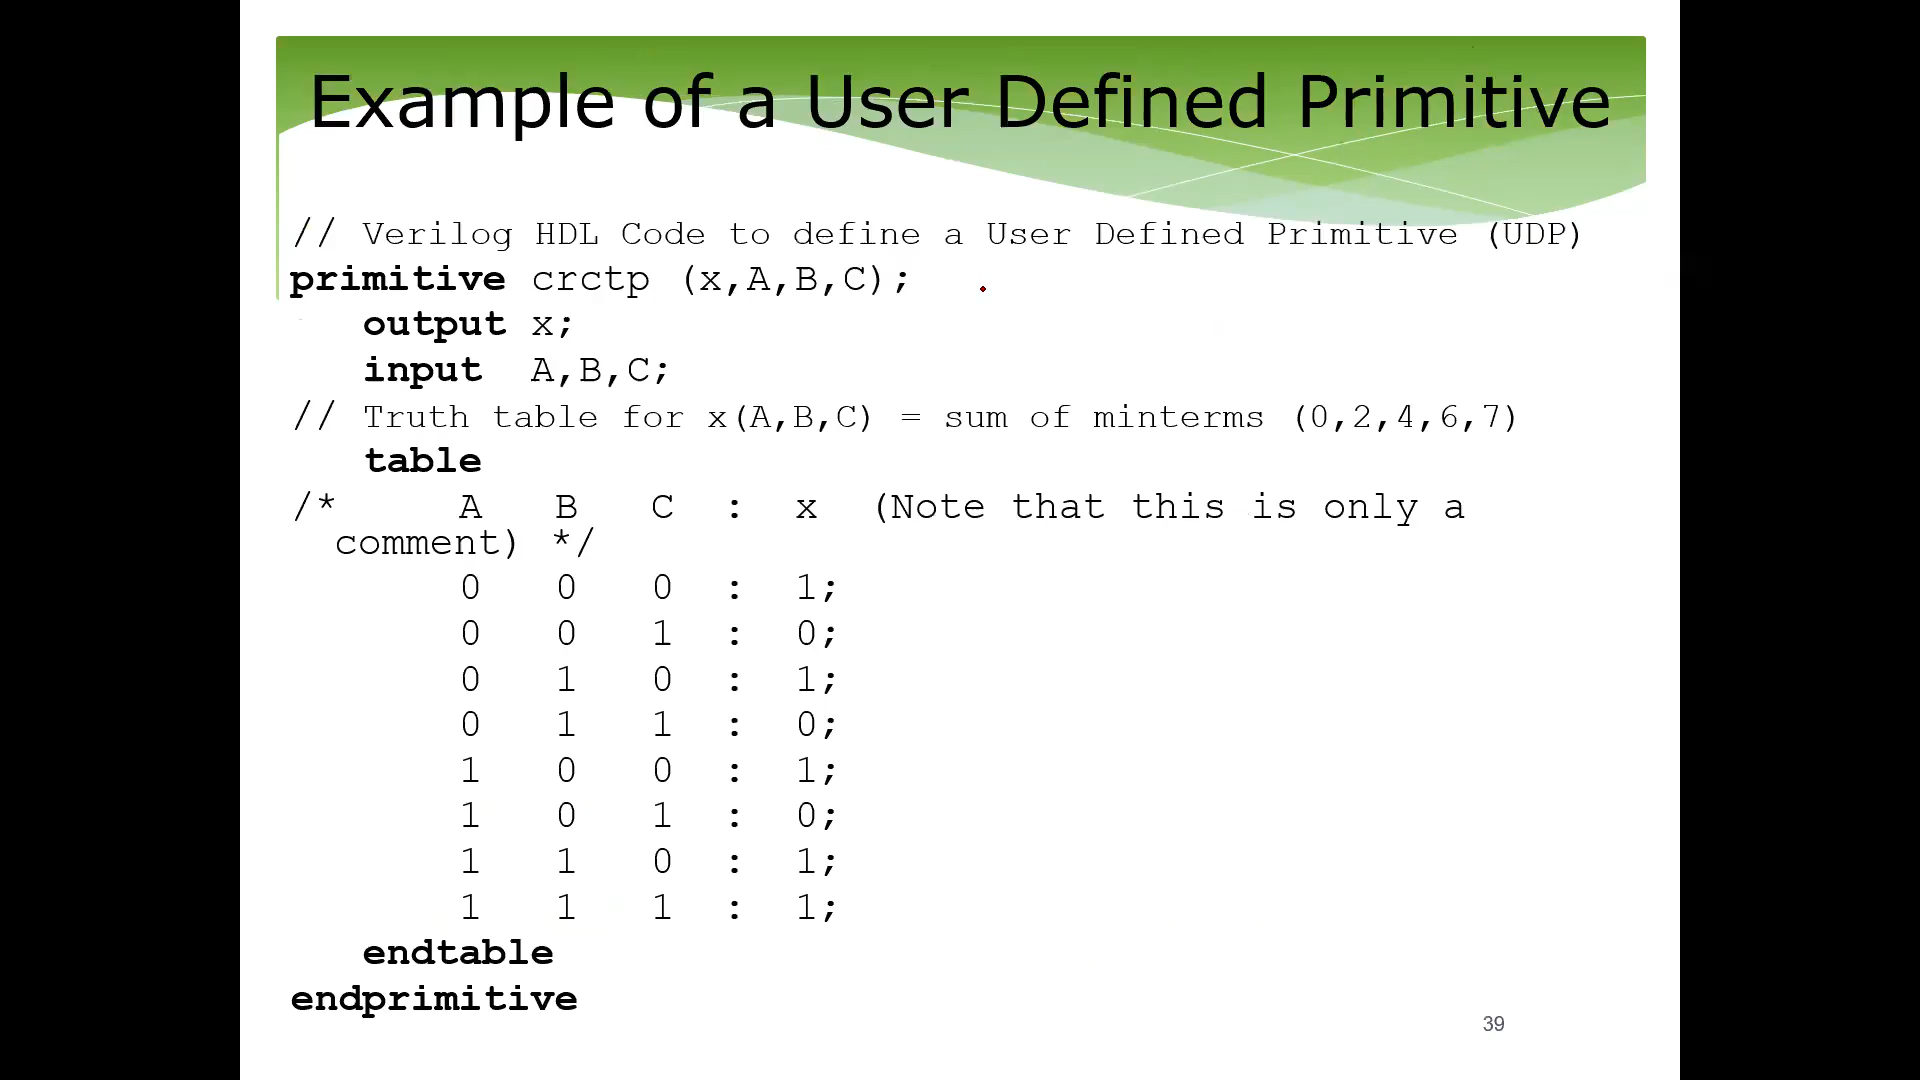 Example of a User Defined Primitive
// Verilog HDL Code to define a User Defined Primitive (UDP)
primitive crctp (x,A,B,C);
output x;
input A,B,C;
// Truth table for x(A,B,C) = sum of minterms (0,2,4,6,7)
table
/* A B C : x (Note that this is only a
comment) */
0 0 0 : 1;
0 0 1 : 0;
0 1 0 : 1;
0 1 1 : 0;
1 0 0 : 1;
1 0 1 : 0;
1 1 0 : 1;
1 1 1 : 1;
endtable
endprimitive
39